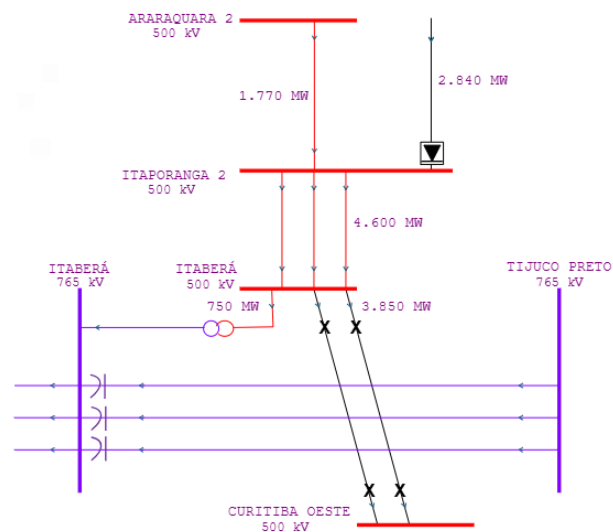 ARARAQUARA 2
500 kV
2.840 MW
1.770 MW
ITAPORANGA 2
500 kV
4.600 MW
ITABERÁ
765 kV
ITABERÁ
500 kV
TIJUCO PRETO
765 kV
750 MW
3.850 MW
X X
X X
CURITIBA OESTE
500 kV